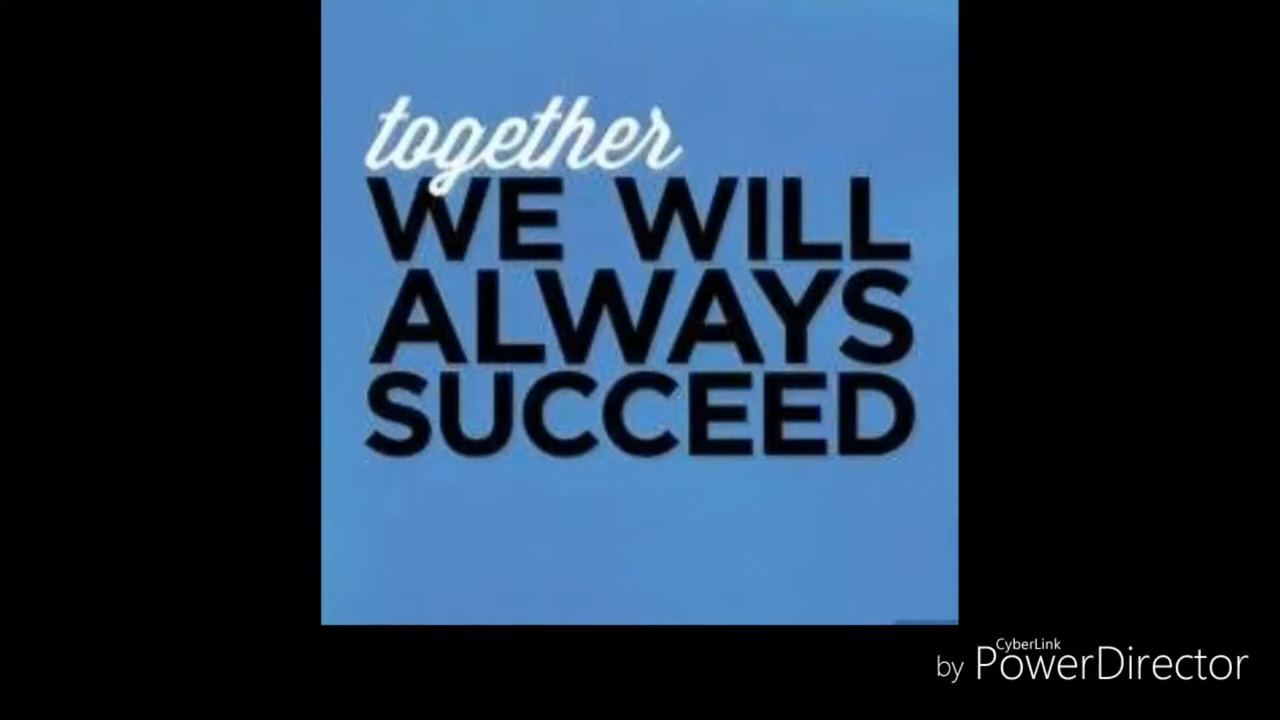 together
WE WILL
ALWAYS
SUCCEED
CyberLink
by PowerDirector